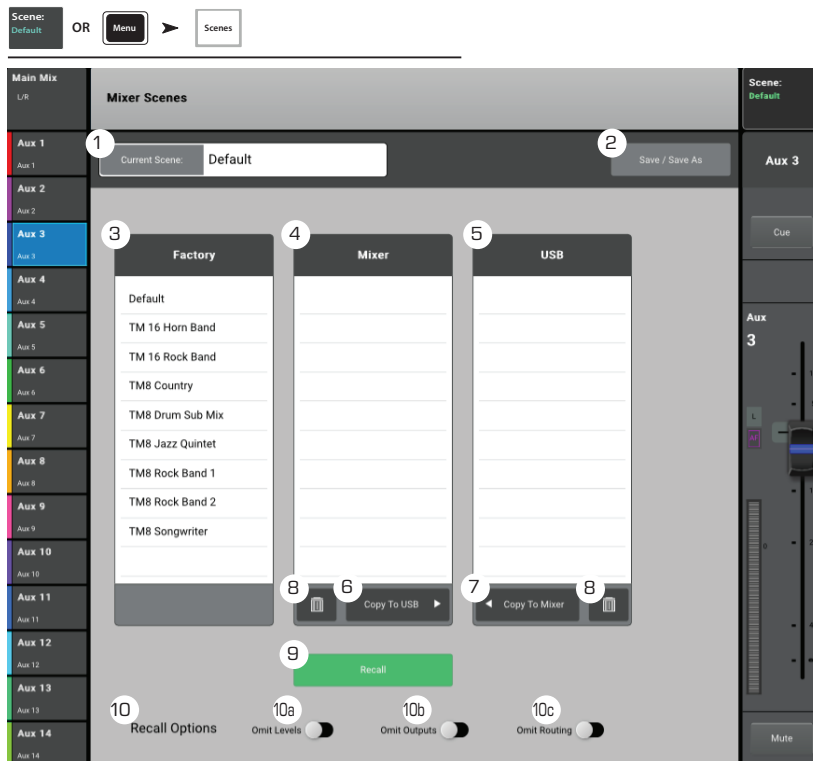 Scene:
Default
OR
Menu
Scenes
Main Mix
L/R
Mixer Scenes
Scene:
Default
Aux 1
Aux 1
Aux 2
Aux 2
Aux 3
Aux 3
Aux 4
Aux 4
Aux 5
Aux 5
Aux 6
Aux 6
Aux 7
Aux 7
Aux 8
Aux 8
Aux 9
Aux 9
Aux 10
Aux 10
Aux 11
Aux 11
Aux 12
Aux 12
Aux 13
Aux 13
Aux 14
Aux 14
1
Current Scene: Default
2
Save / Save As
3
Factory
Default
TM 16 Horn Band
TM 16 Rock Band
TM8 Country
TM8 Drum Sub Mix
TM8 Jazz Quintet
TM8 Rock Band 1
TM8 Rock Band 2
TM8 Songwriter
4
Mixer
8
6
Copy To USB
5
USB
7
Copy To Mixer
8
9
Recall
10
Recall Options
10a
Omit Levels
10b
Omit Outputs
10c
Omit Routing
Aux 3
Cue
Aux
3
L
AF
0
Mute